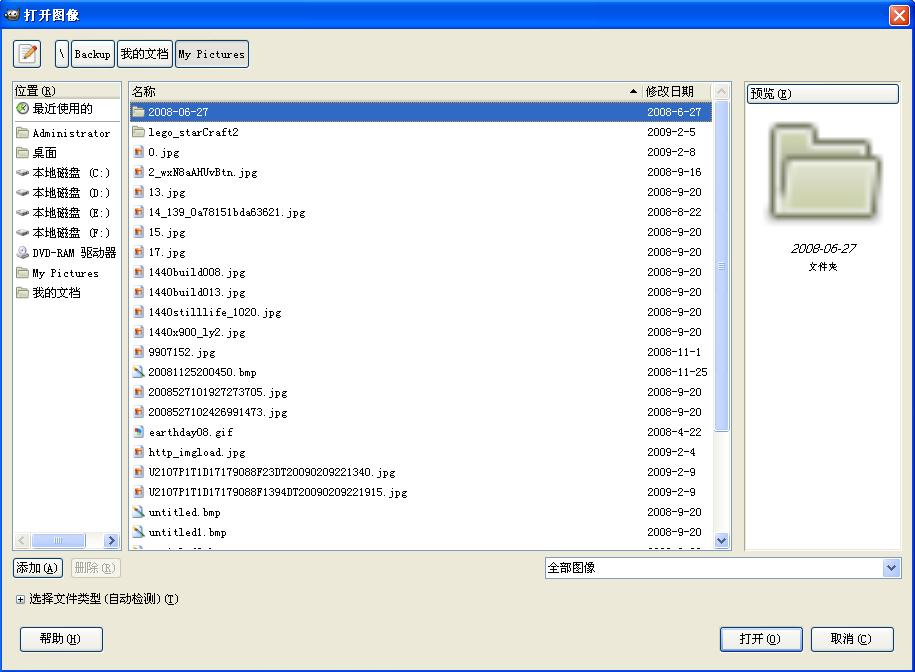 打开图像
\ Backup 我的文档 My Pictures
位置(R)
最近使用的
Administrator
桌面
本地磁盘 (C:)
本地磁盘 (D:)
本地磁盘 (E:)
本地磁盘 (F:)
DVD-RAM 驱动器
My Pictures
我的文档
名称 修改日期
2008-06-27 2008-6-27
lego_starCraft2 2009-2-5
0.jpg 2009-2-8
2_wxN8aAHUvBtn.jpg 2008-9-16
13.jpg 2008-9-20
14_139_0a78151bda63621.jpg 2008-8-22
15.jpg 2008-9-20
17.jpg 2008-9-20
1440build008.jpg 2008-9-20
1440build013.jpg 2008-9-20
1440stilllife_1020.jpg 2008-9-20
1440x900_ly2.jpg 2008-9-20
9907152.jpg 2008-11-1
20081125200450.bmp 2008-11-25
2008527101927273705.jpg 2008-9-20
2008527102426991473.jpg 2008-9-20
earthday08.gif 2008-4-22
http_imgload.jpg 2009-2-4
U2107P1T1D17179088F23DT20090209221340.jpg 2009-2-9
U2107P1T1D17179088F1394DT20090209221915.jpg 2009-2-9
untitled.bmp 2008-9-20
untitled1.bmp 2008-9-20
预览(E)
2008-06-27
文件夹
添加(A) 删除(R)
全部图像
选择文件类型(自动检测)(T)
帮助(H) 打开(O) 取消(C)